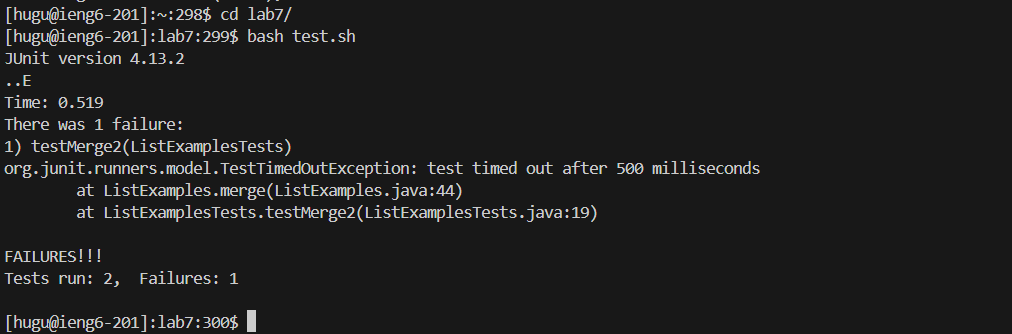 [hugu@ieng6-201]:~:298$ cd lab7/
[hugu@ieng6-201]:lab7:299$ bash test.sh
JUnit version 4.13.2
..E
Time: 0.519
There was 1 failure:
1) testMerge2(ListExamplesTests)
org.junit.runners.model.TestTimedOutException: test timed out after 500 milliseconds
        at ListExamples.merge(ListExamples.java:44)
        at ListExamplesTests.testMerge2(ListExamplesTests.java:19)

FAILURES!!!
Tests run: 2,  Failures: 1

[hugu@ieng6-201]:lab7:300$